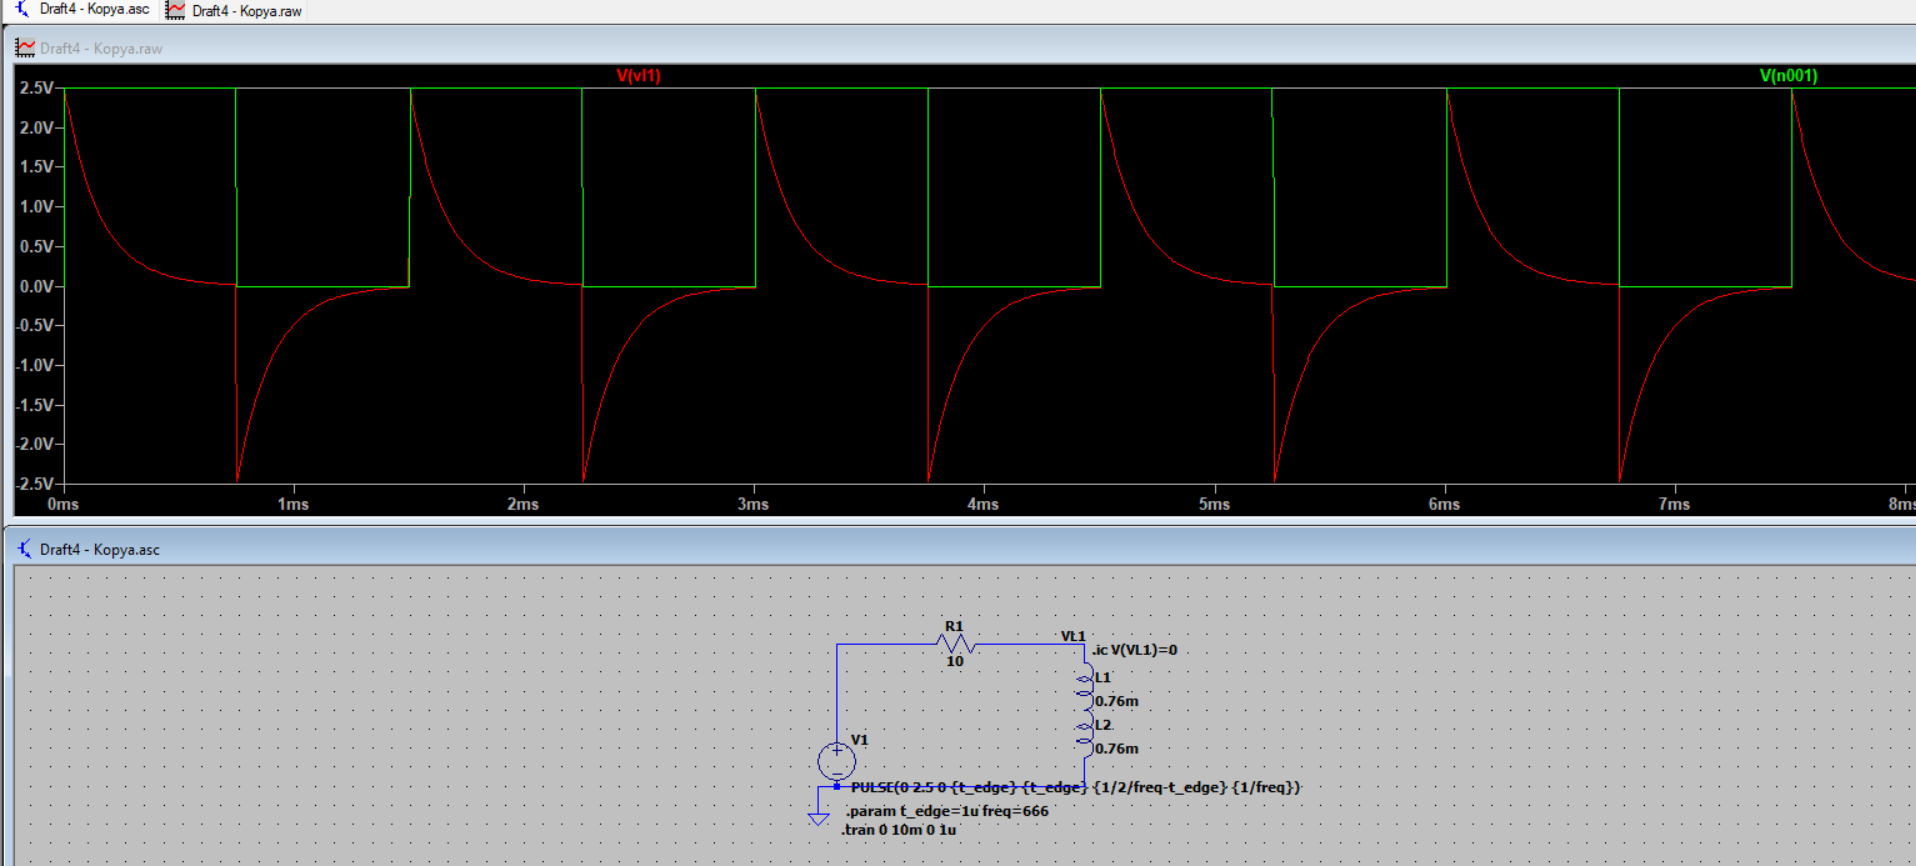 Draft4 - Kopya.asc Draft4 - Kopya.raw
Draft4 - Kopya.raw
V(vl1) V(n001)
2.5V
2.0V
1.5V
1.0V
0.5V
0.0V
-0.5V
-1.0V
-1.5V
-2.0V
-2.5V
0ms 1ms 2ms 3ms 4ms 5ms 6ms 7ms 8ms
Draft4 - Kopya.asc
R1
10
VL1
.ic V(VL1)=0
L1
0.76m
L2
0.76m
V1
PULSE(0 2.5 0 {t_edge} {t_edge} {1/2/freq-t_edge} {1/freq})
.param t_edge=1u freq=666
.tran 0 10m 0 1u